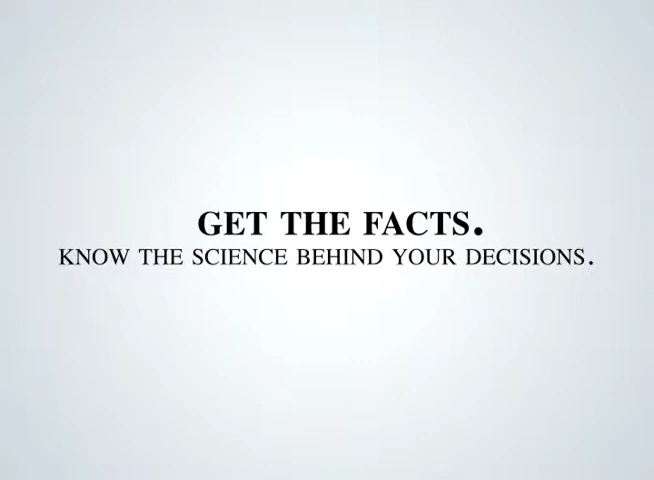 GET THE FACTS.
KNOW THE SCIENCE BEHIND YOUR DECISIONS.